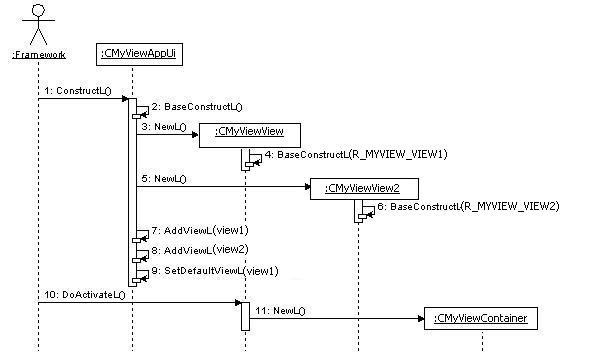 :Framework
:CMyViewAppUi
1: ConstructL()
2: BaseConstructL()
3: NewL()
:CMyViewView
4: BaseConstructL(R_MYVIEW_VIEW1)
5: NewL()
:CMyViewView2
6: BaseConstructL(R_MYVIEW_VIEW2)
7: AddViewL(view1)
8: AddViewL(view2)
9: SetDefaultViewL(view1)
10: DoActivateL()
11: NewL()
:CMyViewContainer